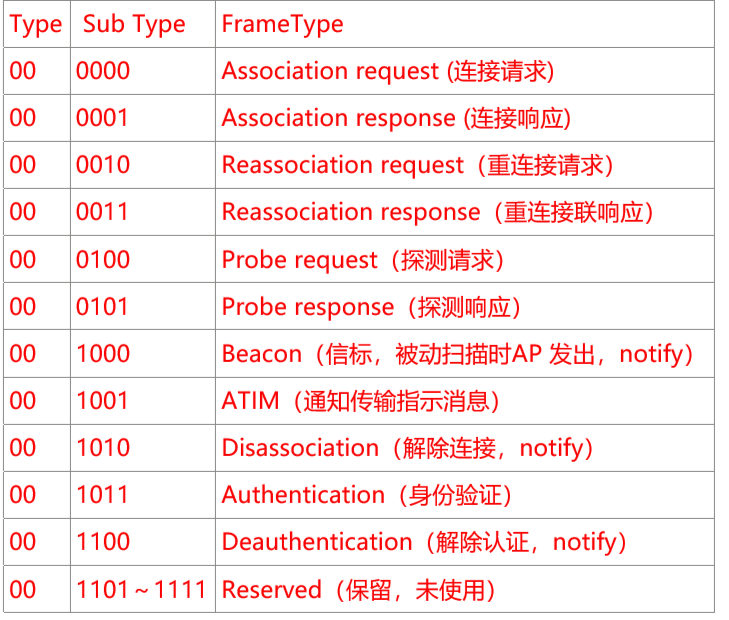 Type Sub Type FrameType
00 0000 Association request (连接请求)
00 0001 Association response (连接响应)
00 0010 Reassociation request（重连接请求）
00 0011 Reassociation response（重连接联响应）
00 0100 Probe request（探测请求）
00 0101 Probe response（探测响应）
00 1000 Beacon（信标，被动扫描时AP 发出，notify）
00 1001 ATIM（通知传输指示消息）
00 1010 Disassociation（解除连接，notify）
00 1011 Authentication（身份验证）
00 1100 Deauthentication（解除认证，notify）
00 1101～1111 Reserved（保留，未使用）